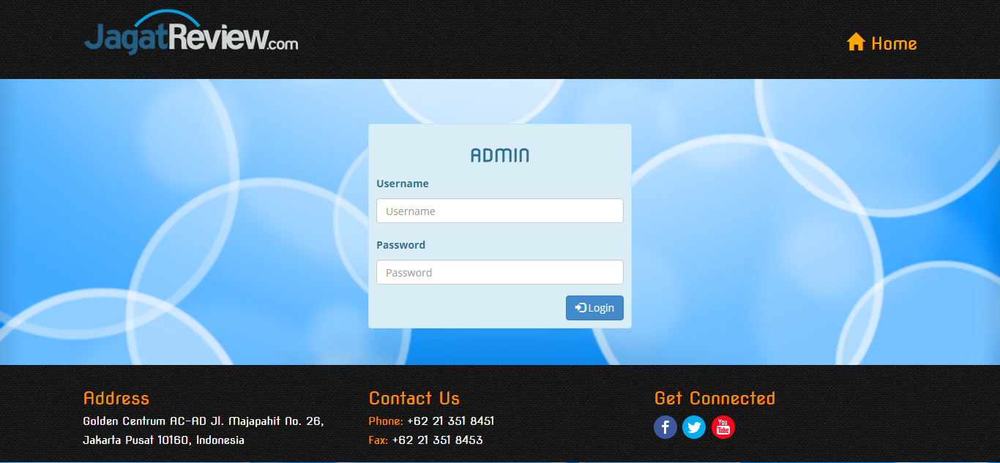 JagatReview.com
Home
ADMIN
Username
Username
Password
Password
Login
Address
Golden Centrum AC-AD Jl. Majapahit No. 26,
Jakarta Pusat 10160, Indonesia
Contact Us
Phone: +62 21 351 8451
Fax: +62 21 351 8453
Get Connected
You
Tube